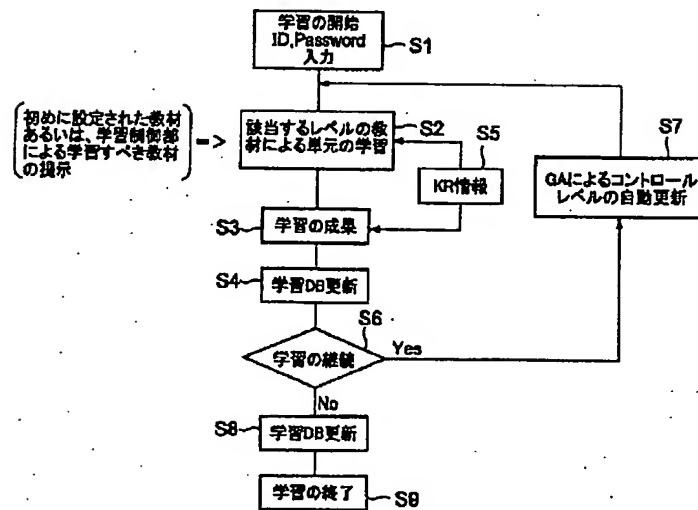 学習の開始
ID,Password
入力
S1
初めに設定された教材
あるいは、学習制御部
による学習すべき教材
の提示
=>
該当するレベルの教
材による単元の学習
S2
S5
KR情報
S7
GAによるコントロール
レベルの自動更新
S3
学習の成果
S4
学習DB更新
S6
学習の継続
Yes
No
S8
学習DB更新
学習の終了
S9